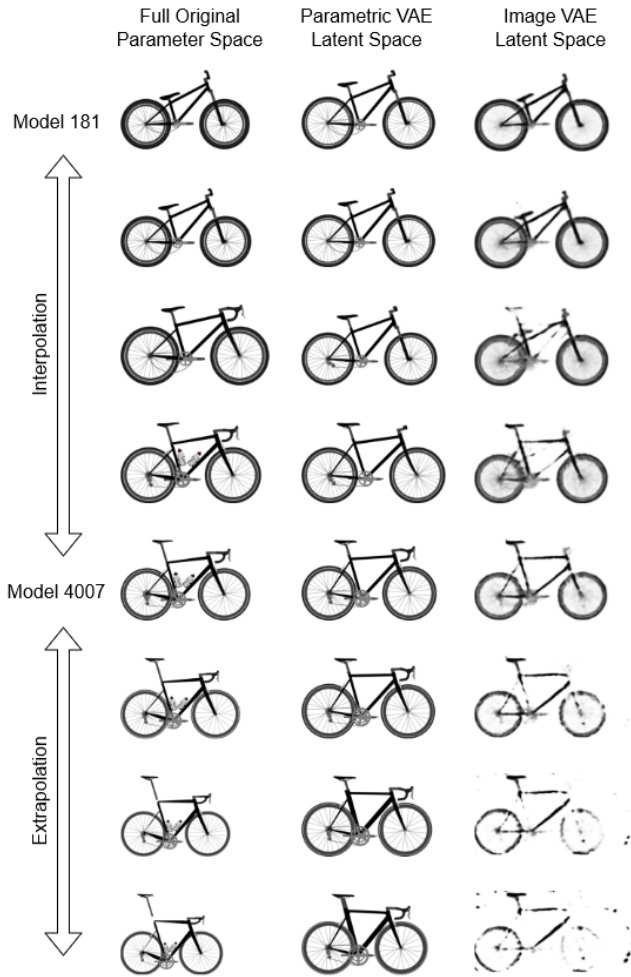 Full Original
Parameter Space
Parametric VAE
Latent Space
Image VAE
Latent Space
Model 181
Interpolation
Model 4007
Extrapolation